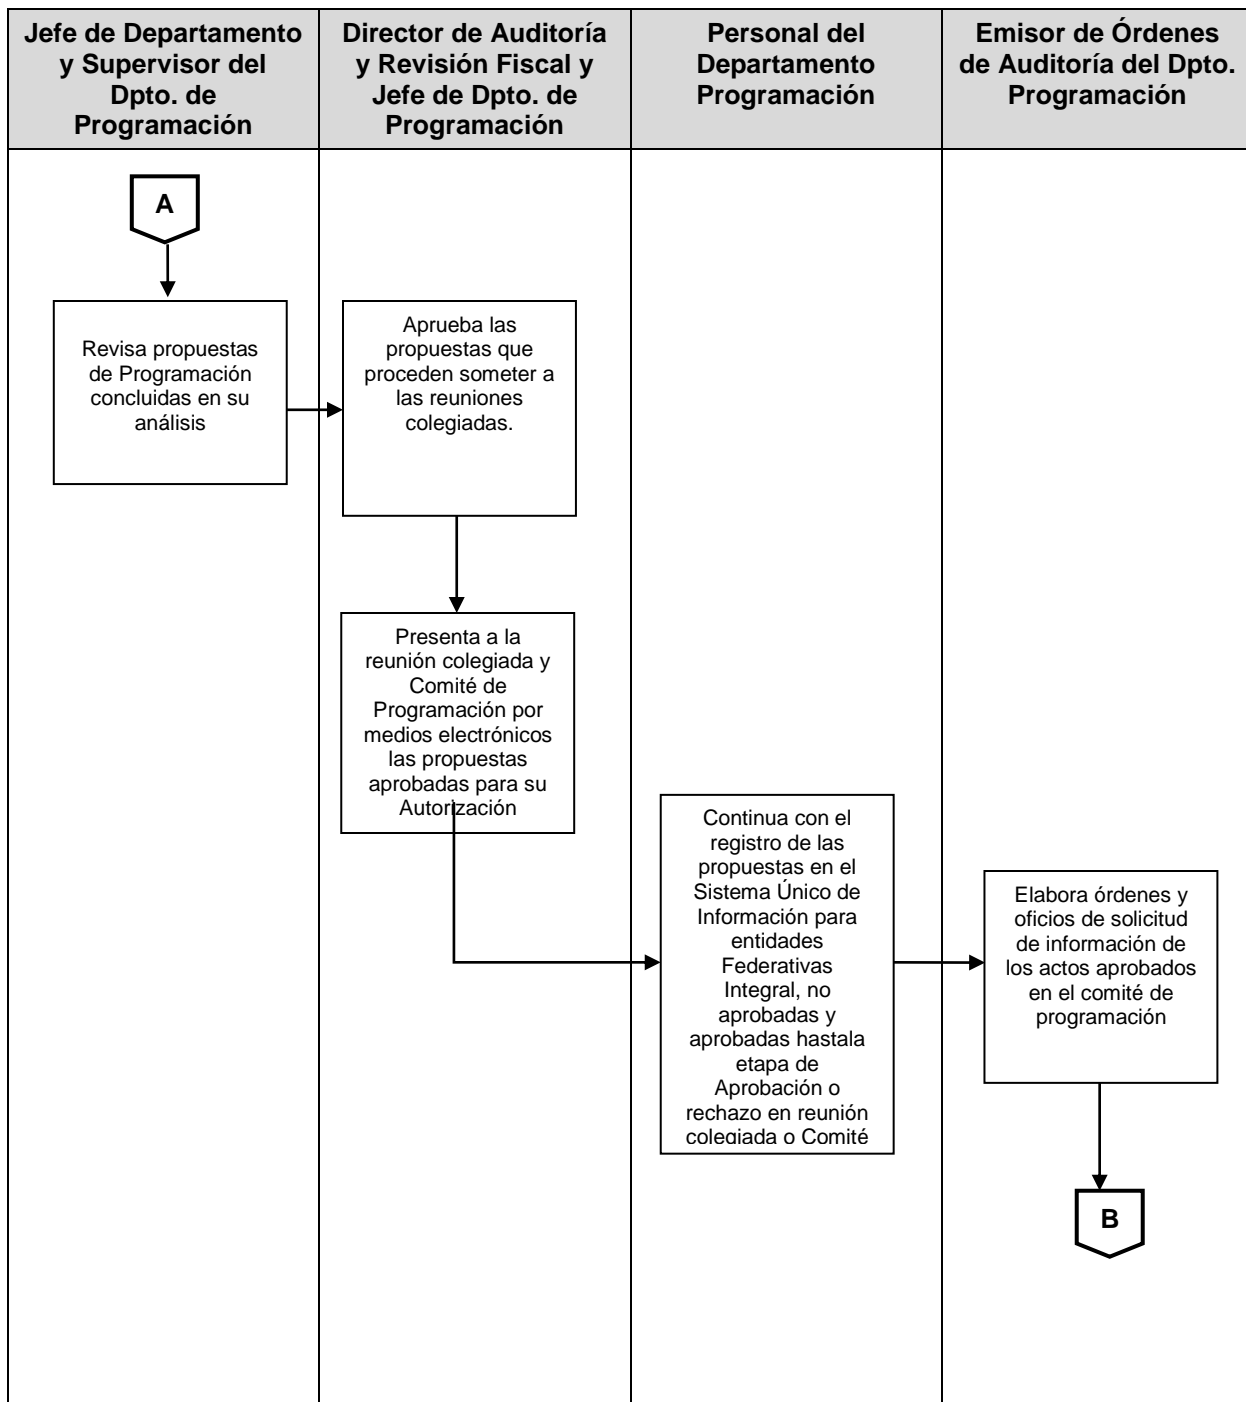 Jefe de Departamento
y Supervisor del
Dpto. de
Programación
Director de Auditoría
y Revisión Fiscal y
Jefe de Dpto. de
Programación
Personal del
Departamento
Programación
Emisor de Órdenes
de Auditoría del Dpto.
Programación
A
Revisa propuestas
de Programación
concluidas en su
análisis
Aprueba las
propuestas que
proceden someter a
las reuniones
colegiadas.
Presenta a la
reunión colegiada y
Comité de
Programación por
medios electrónicos
las propuestas
aprobadas para su
Autorización
Continua con el
registro de las
propuestas en el
Sistema Único de
Información para
entidades
Federativas
Integral, no
aprobadas y
aprobadas hastala
etapa de
Aprobación o
rechazo en reunión
colegiada o Comité
Elabora órdenes y
oficios de solicitud
de información de
los actos aprobados
en el comité de
programación
B